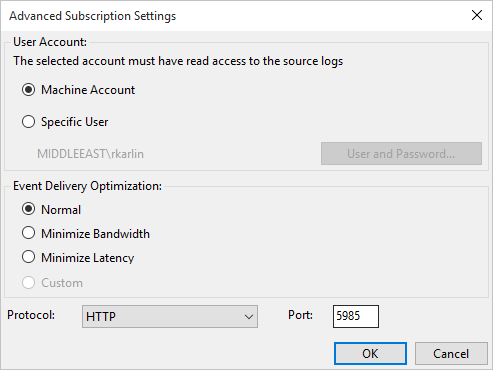 Advanced Subscription Settings
User Account:
The selected account must have read access to the source logs
Machine Account
Specific User
MIDDLEEAST\rkarlin User and Password...
Event Delivery Optimization:
Normal
Minimize Bandwidth
Minimize Latency
Custom
Protocol: HTTP Port: 5985
OK Cancel